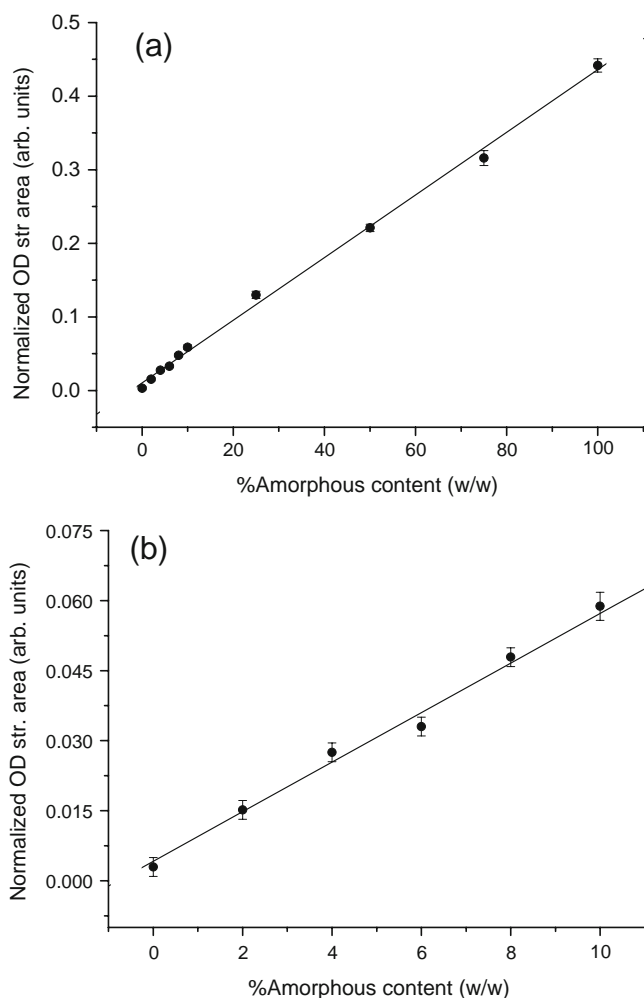 (a)
Normalized OD str area (arb. units)
0.5
0.4
0.3
0.2
0.1
0.0
0 20 40 60 80 100
%Amorphous content (w/w)
(b)
Normalized OD str. area (arb. units)
0.075
0.060
0.045
0.030
0.015
0.000
0 2 4 6 8 10
%Amorphous content (w/w)